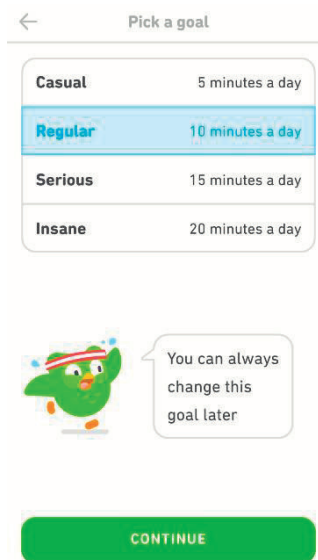 Pick a goal
Casual 5 minutes a day
Regular 10 minutes a day
Serious 15 minutes a day
Insane 20 minutes a day
You can always
change this
goal later
CONTINUE